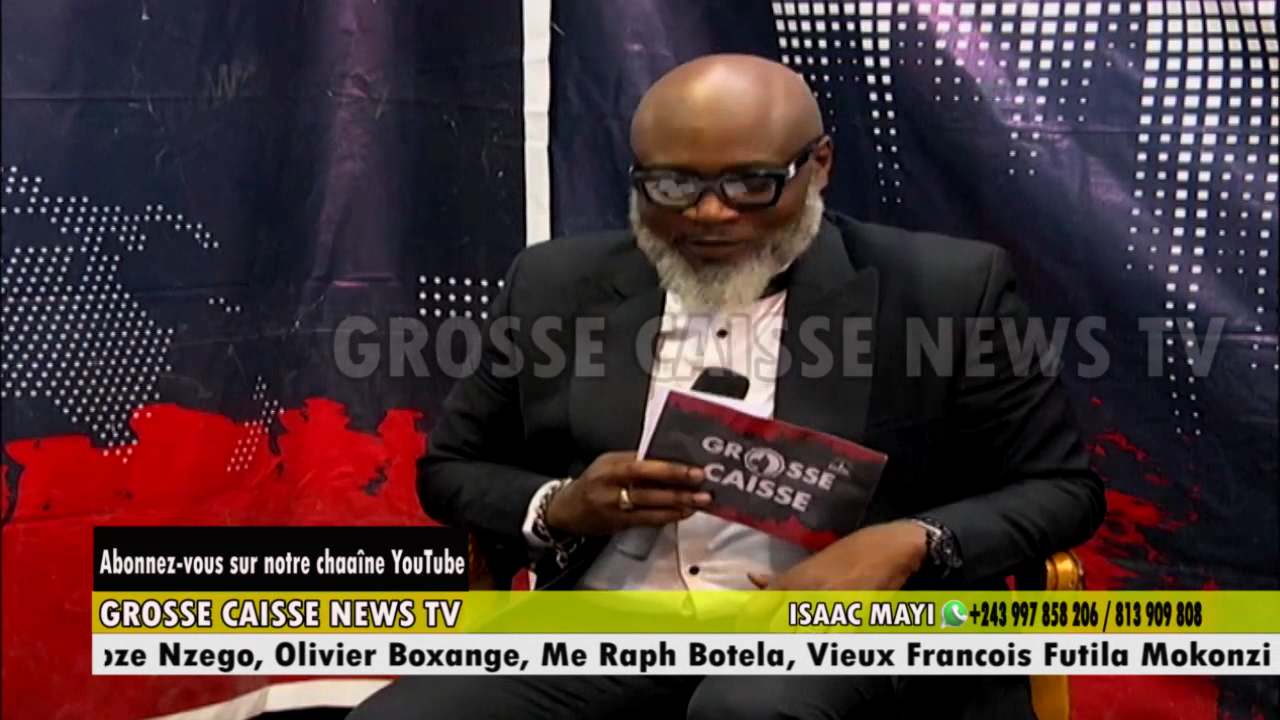 GROSSE CAISSE NEWS TV
GROSSE
CAISSE
Abonnez-vous sur notre chaaîne YouTube
GROSSE CAISSE NEWS TV
ISAAC MAYI +243 997 858 206 / 813 909 808
Nzego, Olivier Boxange, Me Raph Botela, Vieux Francois Futila Mokonzi